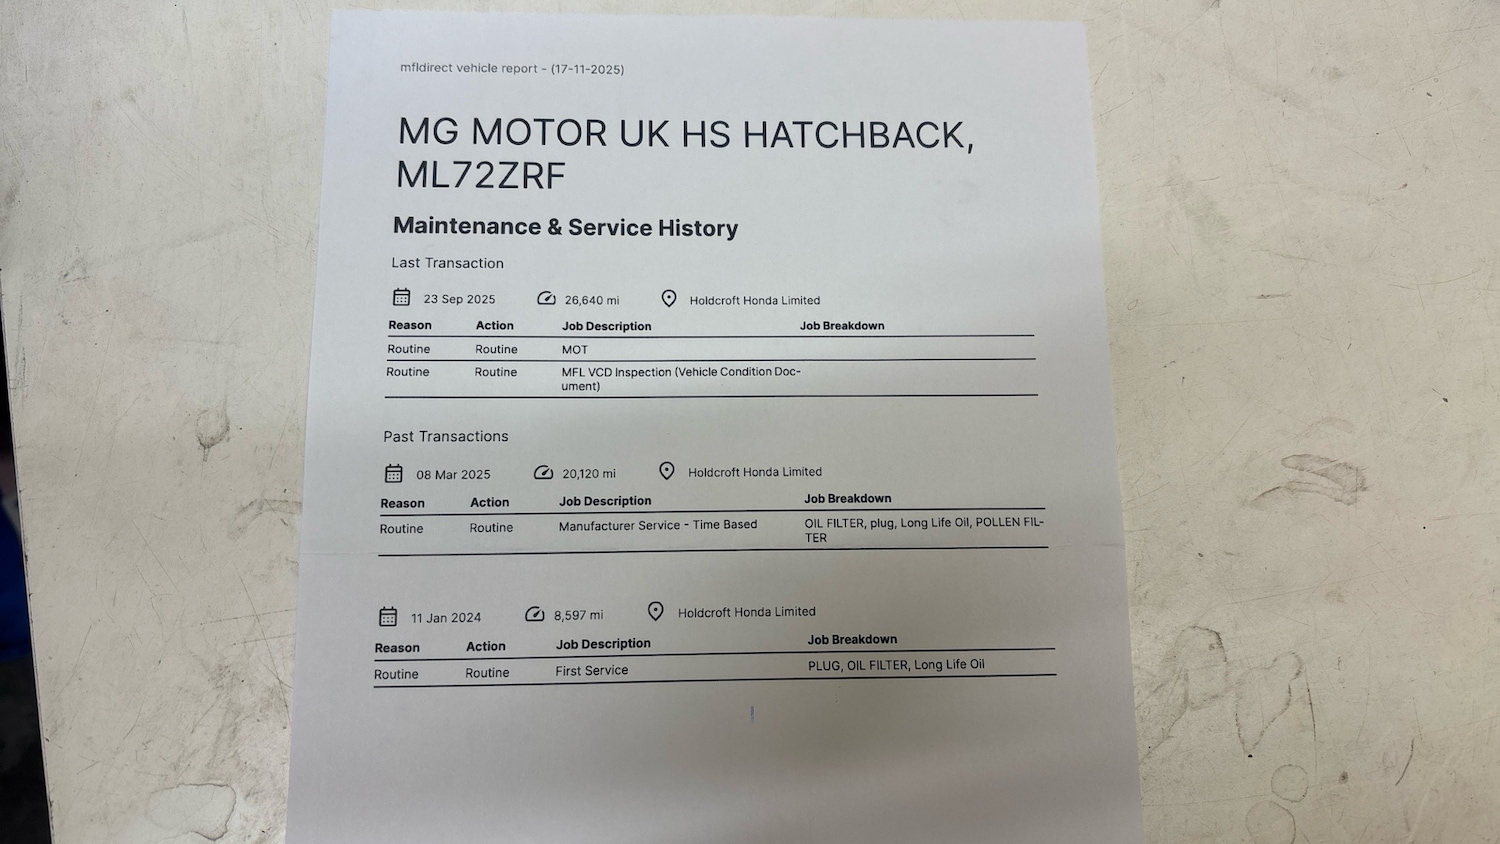 mfldirect vehicle report - (17-11-2025)
MG MOTOR UK HS HATCHBACK,
ML72ZRF
Maintenance & Service History
Last Transaction
23 Sep 2025 26,640 mi Holdcroft Honda Limited
Reason Action Job Description Job Breakdown
Routine Routine MOT
Routine Routine MFL VCD Inspection (Vehicle Condition Doc-
ument)
Past Transactions
08 Mar 2025 20,120 mi Holdcroft Honda Limited
Reason Action Job Description Job Breakdown
Routine Routine Manufacturer Service - Time Based OIL FILTER, plug, Long Life Oil, POLLEN FIL-
TER
11 Jan 2024 8,597 mi Holdcroft Honda Limited
Reason Action Job Description Job Breakdown
Routine Routine First Service PLUG, OIL FILTER, Long Life Oil